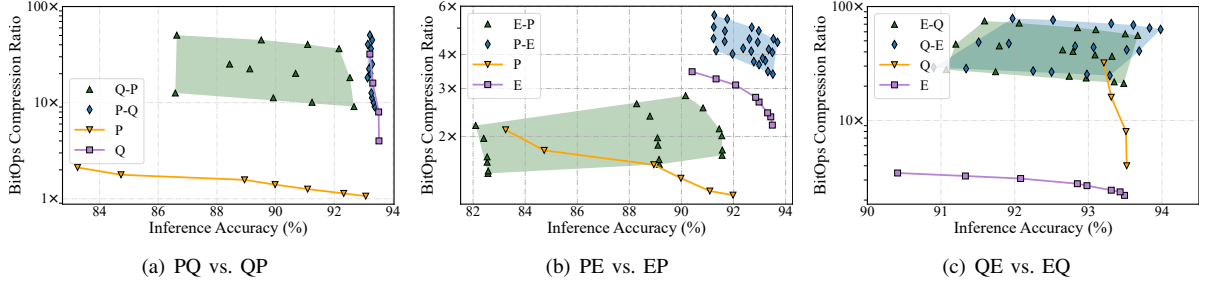 BitOps Compression Ratio
100×
10×
1×
Q-P
P-Q
P
Q
84 86 88 90 92 94
Inference Accuracy (%)
(a) PQ vs. QP
BitOps Compression Ratio
6×
4×
3×
2×
E-P
P-E
P
E
82 84 86 88 90 92 94
Inference Accuracy (%)
(b) PE vs. EP
BitOps Compression Ratio
100×
10×
E-Q
Q-E
Q
E
90 91 92 93 94
Inference Accuracy (%)
(c) QE vs. EQ